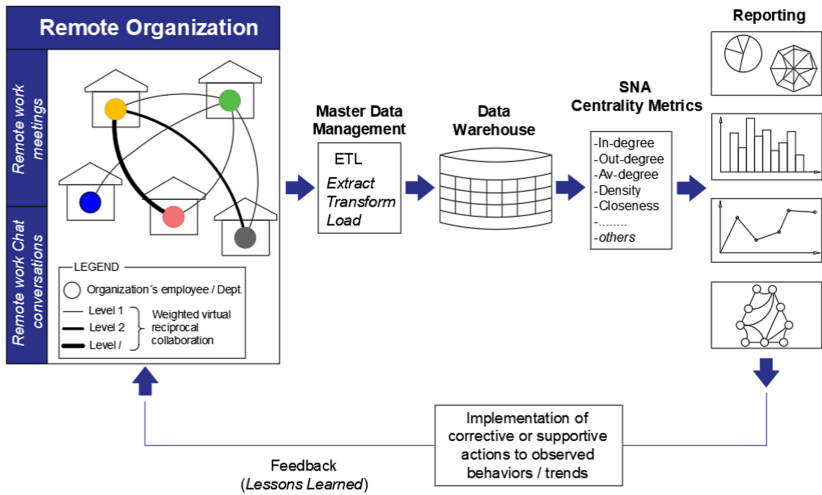 Remote Organization
Remote work
meetings
Remote work Chat
conversations
LEGEND
Organization´s employee / Dept.
Level 1
Level 2
Level l
Weighted virtual
reciprocal
collaboration
Master Data
Management
ETL
Extract
Transform
Load
Data
Warehouse
SNA
Centrality Metrics
-In-degree
-Out-degree
-Av-degree
-Density
-Closeness
-........
-others
Reporting
Implementation of
corrective or supportive
actions to observed
behaviors / trends
Feedback
(Lessons Learned)